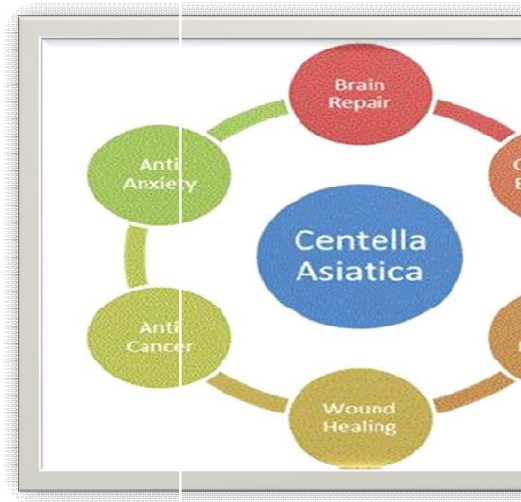 Brain
Repair
Anti
Anxiety
Centella
Asiatica
Anti
Cancer
Wound
Healing